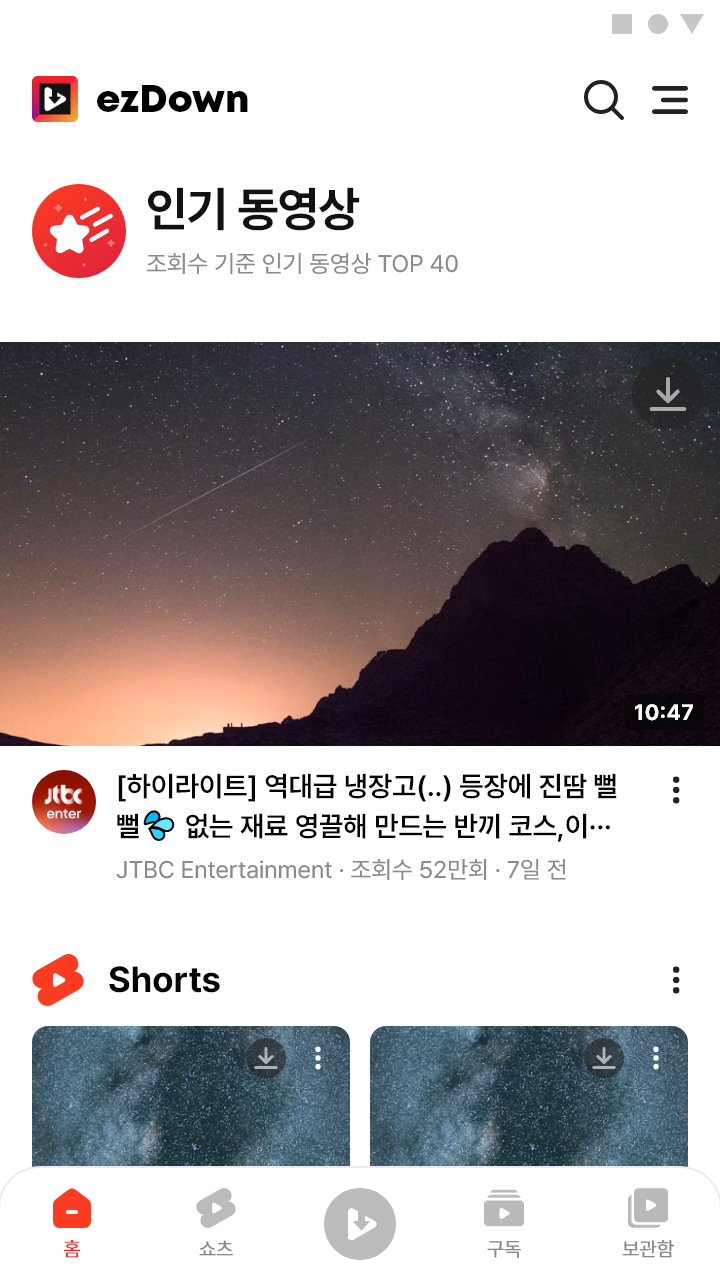 ezDown
인기 동영상
조회수 기준 인기 동영상 TOP 40
10:47
jtbc
enter
[하이라이트] 역대급 냉장고(..) 등장에 진땀 뻘
뻘💦 없는 재료 영끌해 만드는 반끼 코스,이···
JTBC Entertainment · 조회수 52만회 · 7일 전
Shorts
홈
쇼츠
구독
보관함